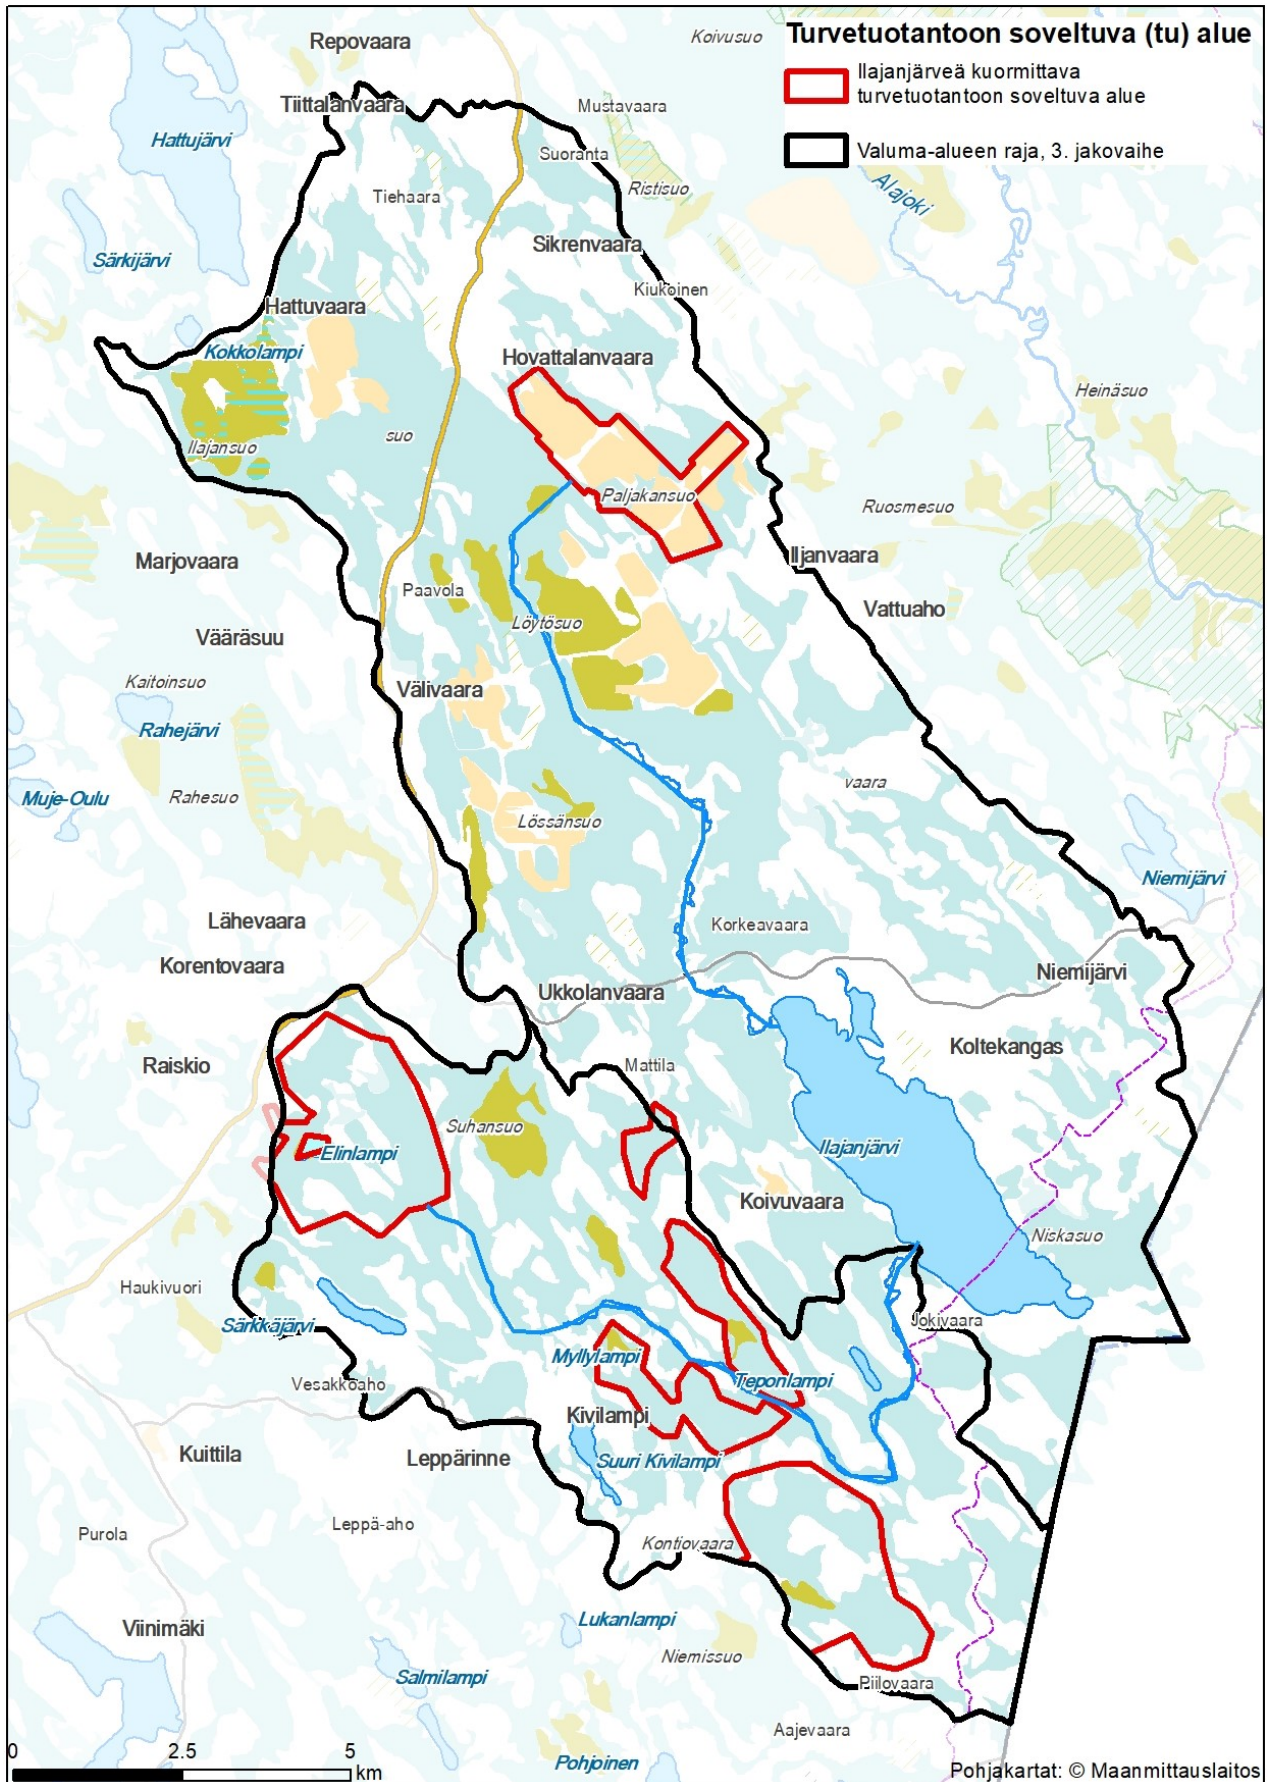 Turvetuotantoon soveltuva (tu) alue
Ilajanjärveä kuormittava
turvetuotantoon soveltuva alue
Valuma-alueen raja, 3. jakovaihe
Repovaara
Koivusuo
Tiittalanvaara
Mustavaara
Hattujärvi
Suoranta
Ristisuo
Alajoki
Tiehaara
Sikrenvaara
Särkijärvi
Kiukoinen
Hattuvaara
Kokkolampi
Hovattalanvaara
Heinäsuo
suo
Ilajansuo
Paljakansuo
Ruosmesuo
Marjovaara
Iljanvaara
Paavola
Vattuaho
Löytösuo
Vääräsuu
Kaitoinsuo
Välivaara
Rahejärvi
vaara
Muje-Oulu
Rahesuo
Lössänsuo
Niemijärvi
Lähevaara
Korkeavaara
Korentovaara
Niemijärvi
Ukkolanvaara
Koltekangas
Raiskio
Mattila
Suhansuo
Elinlampi
Ilajanjärvi
Koivuvaara
Niskasuo
Haukivuori
Särkkäjärvi
Jokivaara
Myllylampi
Vesakkoaho
Teponlampi
Kivilampi
Kuittila
Leppärinne
Suuri Kivilampi
Purola
Leppä-aho
Kontiovaara
Viinimäki
Lukanlampi
Niemissuo
Salmilampi
Piilovaara
Aajevaara
Pohjoinen
0 2.5 5
km
Pohjakartat: © Maanmittauslaitos